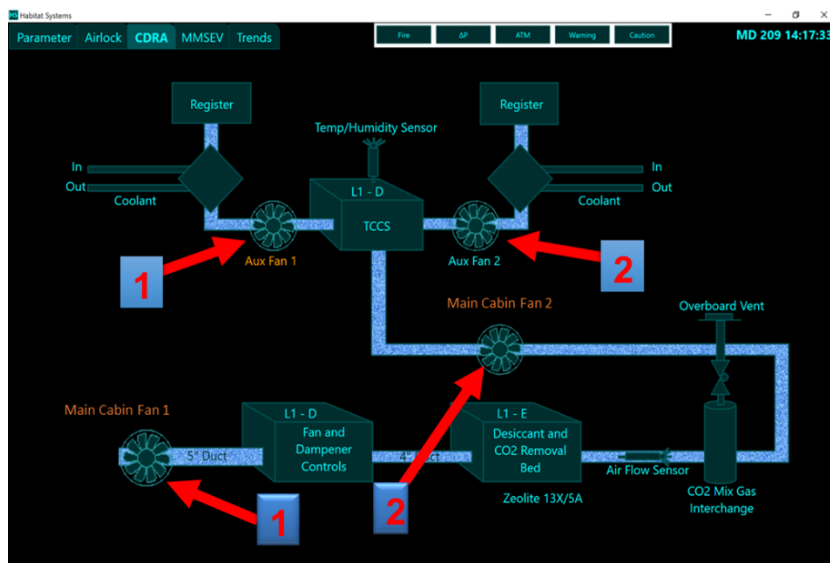 HS Habitat Systems
Parameter Airlock CDRA MMSEV Trends
Fire ΔP ATM Warning Caution
MD 209 14:17:33
Register
Register
Temp/Humidity Sensor
In
Out
Coolant
In
Out
Coolant
L1 - D
TCCS
Aux Fan 1
Aux Fan 2
1
2
Main Cabin Fan 2
Overboard Vent
Main Cabin Fan 1
5" Duct
L1 - D
Fan and
Dampener
Controls
4" Duct
L1 - E
Desiccant and
CO2 Removal
Bed
Zeolite 13X/5A
Air Flow Sensor
CO2 Mix Gas
Interchange
1
2